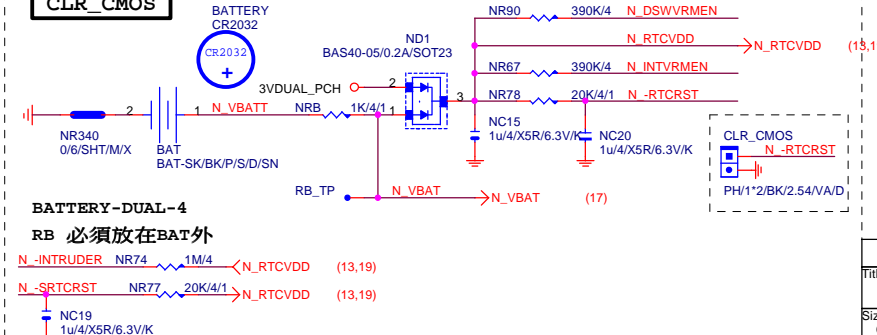 CLR_CMOS
BATTERY
CR2032
CR2032
+
3VDUAL_PCH
ND1
BAS40-05/0.2A/SOT23
2
1
3
NR90 390K/4 N_DSWVRMEN
N_RTCVDD N_RTCVDD (13,1
NR67 390K/4 N_INTVRMEN
NR78 20K/4/1 N_-RTCRST
2 1 N_VBATT NRB 1K/4/1
NR340
0/6/SHT/M/X
BAT
BAT-SK/BK/P/S/D/SN
NC15
1u/4/X5R/6.3V/K
NC20
1u/4/X5R/6.3V/K
CLR_CMOS
N_-RTCRST
PH/1*2/BK/2.54/VA/D
RB_TP N_VBAT N_VBAT (17)
BATTERY-DUAL-4
RB 必須放在BAT外
N_-INTRUDER NR74 1M/4 N_RTCVDD (13,19)
N_-SRTCRST NR77 20K/4/1 N_RTCVDD (13,19)
NC19
1u/4/X5R/6.3V/K